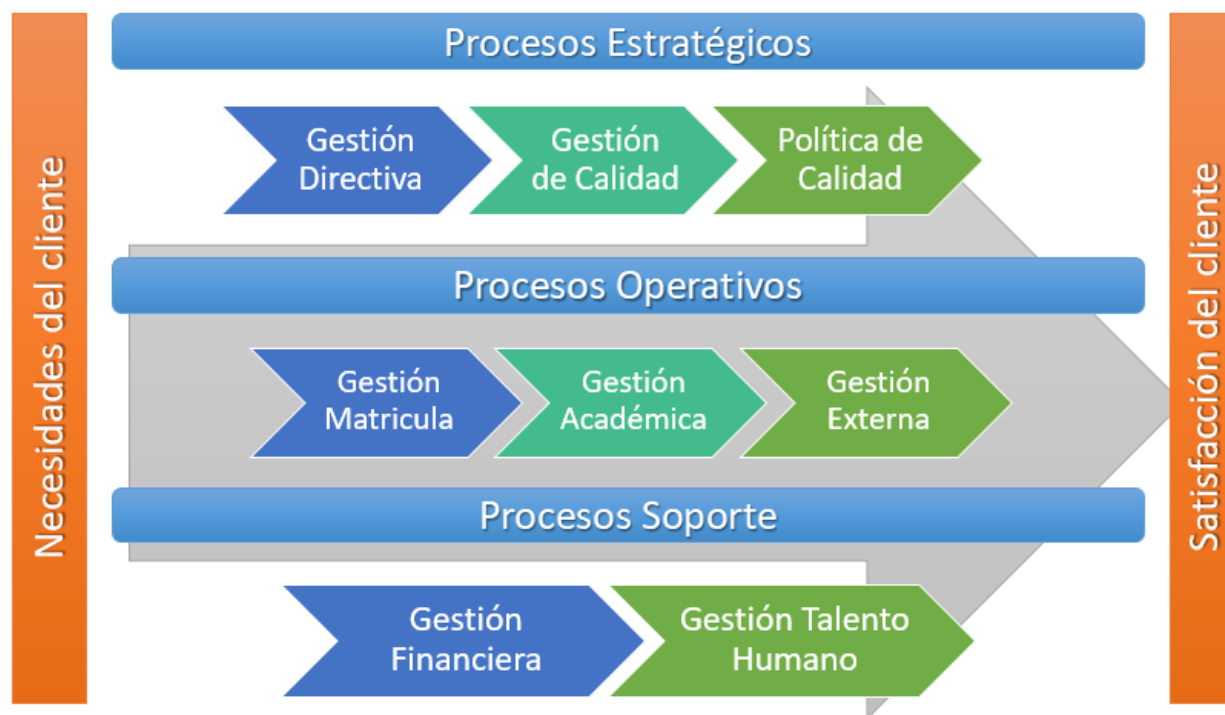 Necesidades del cliente
Procesos Estratégicos
Gestión
Directiva
Gestión
de Calidad
Política de
Calidad
Procesos Operativos
Gestión
Matricula
Gestión
Académica
Gestión
Externa
Procesos Soporte
Gestión
Financiera
Gestión Talento
Humano
Satisfacción del cliente